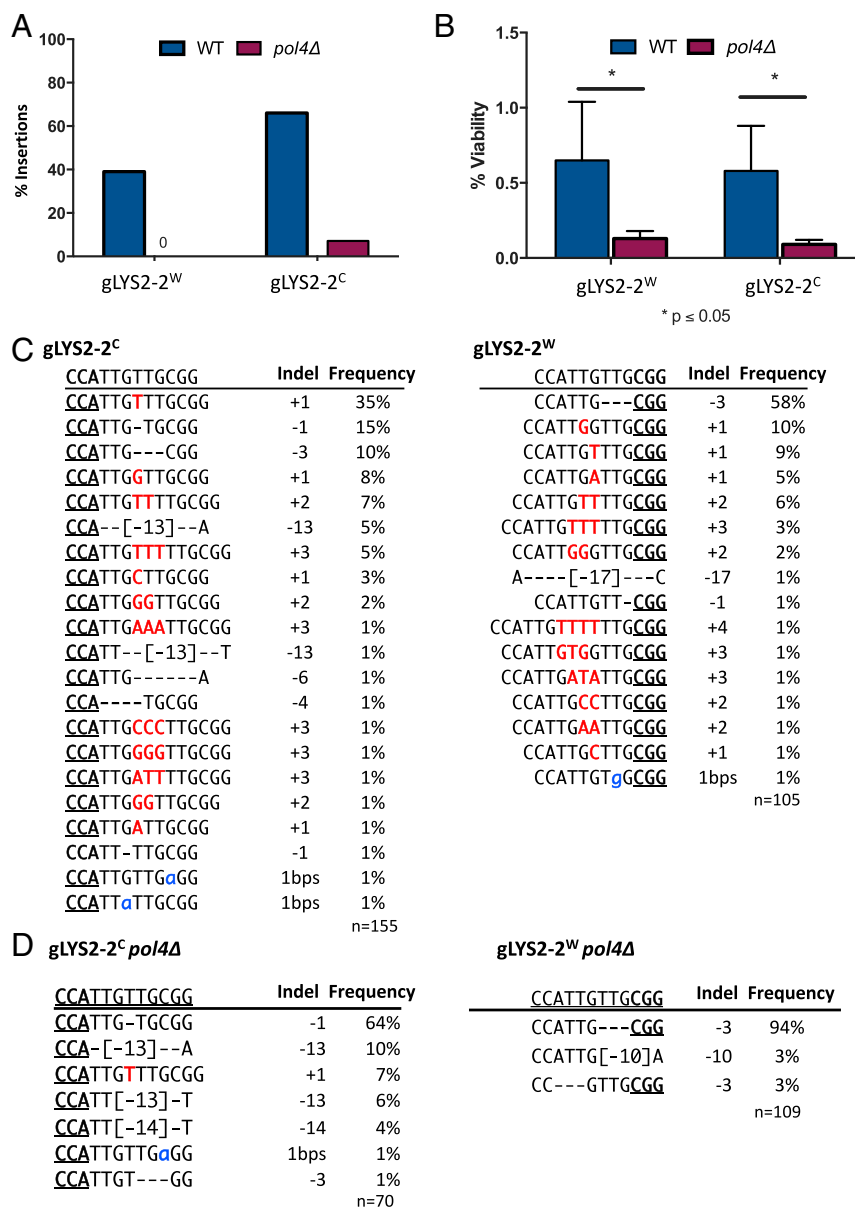 A
B
WT pol4Δ
WT pol4Δ
100
80
60
40
20
0
% Insertions
0
gLYS2-2ᵂ gLYS2-2ᶜ
1.5
1.0
0.5
0.0
% Viability
* *
gLYS2-2ᵂ gLYS2-2ᶜ
* p ≤ 0.05
C gLYS2-2ᶜ
CCATTGTTGCGG Indel Frequency
CCATTGTTTGCGG +1 35%
CCATTG-TGCGG -1 15%
CCATTG---CGG -3 10%
CCATTGGTTGCGG +1 8%
CCATTGTTTTGCGG +2 7%
CCA--[-13]--A -13 5%
CCATTGTTTTTGCGG +3 5%
CCATTGCTTGCGG +1 3%
CCATTGGGTTGCGG +2 2%
CCATTGAAATTGCGG +3 1%
CCATT--[-13]--T -13 1%
CCATTG------A -6 1%
CCA----TGCGG -4 1%
CCATTGCCCTTGCGG +3 1%
CCATTGGGGTTGCGG +3 1%
CCATTGATTTTGCGG +3 1%
CCATTGGGTTGCGG +2 1%
CCATTGATTGCGG +1 1%
CCATT-TTGCGG -1 1%
CCATTGTTGaGG 1bps 1%
CCATTaTTGCGG 1bps 1%
n=155
gLYS2-2ᵂ
CCATTGTTGCGG Indel Frequency
CCATTG---CGG -3 58%
CCATTGGTTGCGG +1 10%
CCATTGTTTGCGG +1 9%
CCATTGATTGCGG +1 5%
CCATTGTTTTGCGG +2 6%
CCATTGTTTTTGCGG +3 3%
CCATTGGGTTGCGG +2 2%
A----[-17]---C -17 1%
CCATTGTT-CGG -1 1%
CCATTGTTTTTTGCGG +4 1%
CCATTGTGGTTGCGG +3 1%
CCATTGATATTGCGG +3 1%
CCATTGCCTTGCGG +2 1%
CCATTGAATTGCGG +2 1%
CCATTGCTTGCGG +1 1%
CCATTGTgGCGG 1bps 1%
n=105
D gLYS2-2ᶜ pol4Δ
CCATTGTTGCGG Indel Frequency
CCATTG-TGCGG -1 64%
CCA-[-13]--A -13 10%
CCATTGTTTGCGG +1 7%
CCATT[-13]-T -13 6%
CCATT[-14]-T -14 4%
CCATTGTTGaGG 1bps 1%
CCATTGT---GG -3 1%
n=70
gLYS2-2ᵂ pol4Δ
CCATTGTTGCGG Indel Frequency
CCATTG---CGG -3 94%
CCATTG[-10]A -10 3%
CC---GTTGCGG -3 3%
n=109